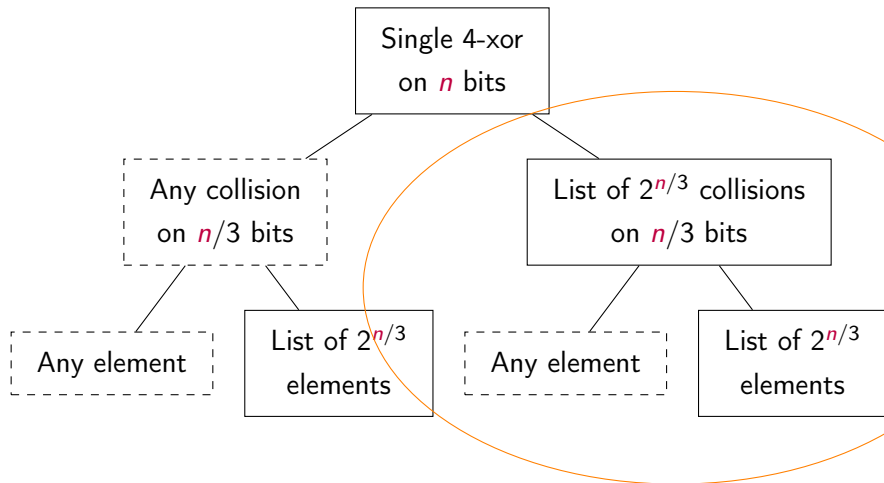 Single 4-xor
on n bits
Any collision
on n/3 bits
List of 2^{n/3} collisions
on n/3 bits
Any element
List of 2^{n/3}
elements
Any element
List of 2^{n/3}
elements